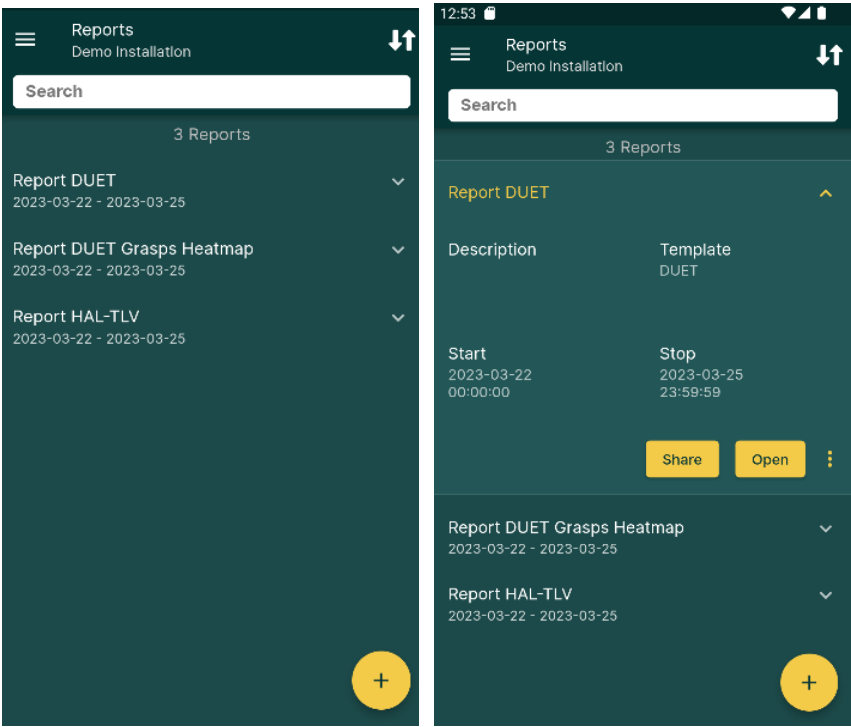 Reports
Demo Installation
Search
3 Reports
Report DUET
2023-03-22 - 2023-03-25
Report DUET Grasps Heatmap
2023-03-22 - 2023-03-25
Report HAL-TLV
2023-03-22 - 2023-03-25
+
12:53
Reports
Demo Installation
Search
3 Reports
Report DUET
Description
Template
DUET
Start
2023-03-22
00:00:00
Stop
2023-03-25
23:59:59
Share
Open
Report DUET Grasps Heatmap
2023-03-22 - 2023-03-25
Report HAL-TLV
2023-03-22 - 2023-03-25
+